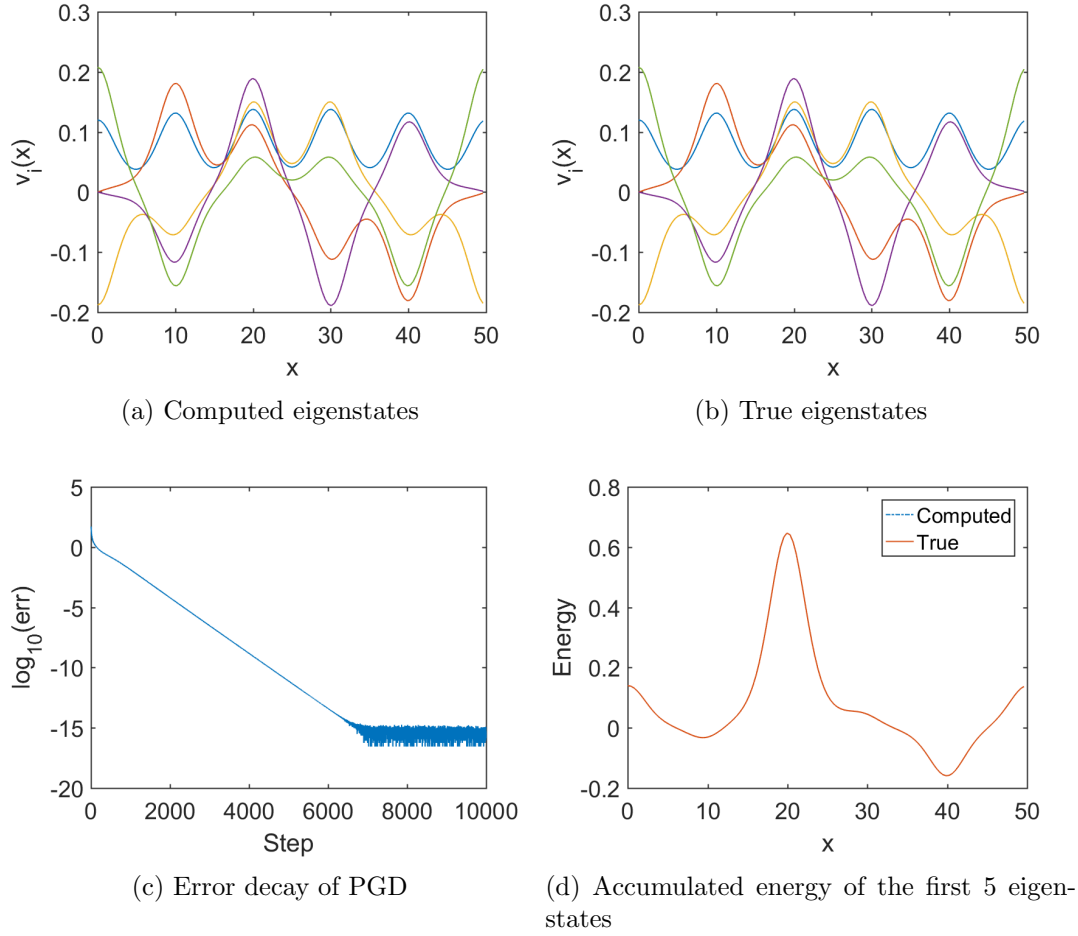 0.3
0.2
0.1
0
-0.1
-0.2
v_i(x)
0 10 20 30 40 50
x
(a) Computed eigenstates
0.3
0.2
0.1
0
-0.1
-0.2
v_i(x)
0 10 20 30 40 50
x
(b) True eigenstates
5
0
-5
-10
-15
-20
log_10(err)
0 2000 4000 6000 8000 10000
Step
(c) Error decay of PGD
0.8
0.6
0.4
0.2
0
-0.2
Energy
Computed
True
0 10 20 30 40 50
x
(d) Accumulated energy of the first 5 eigen-
states